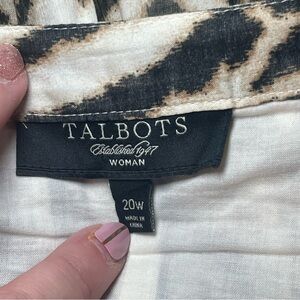 TALBOTS
Established 1947
WOMAN
20W
MADE IN
CHINA